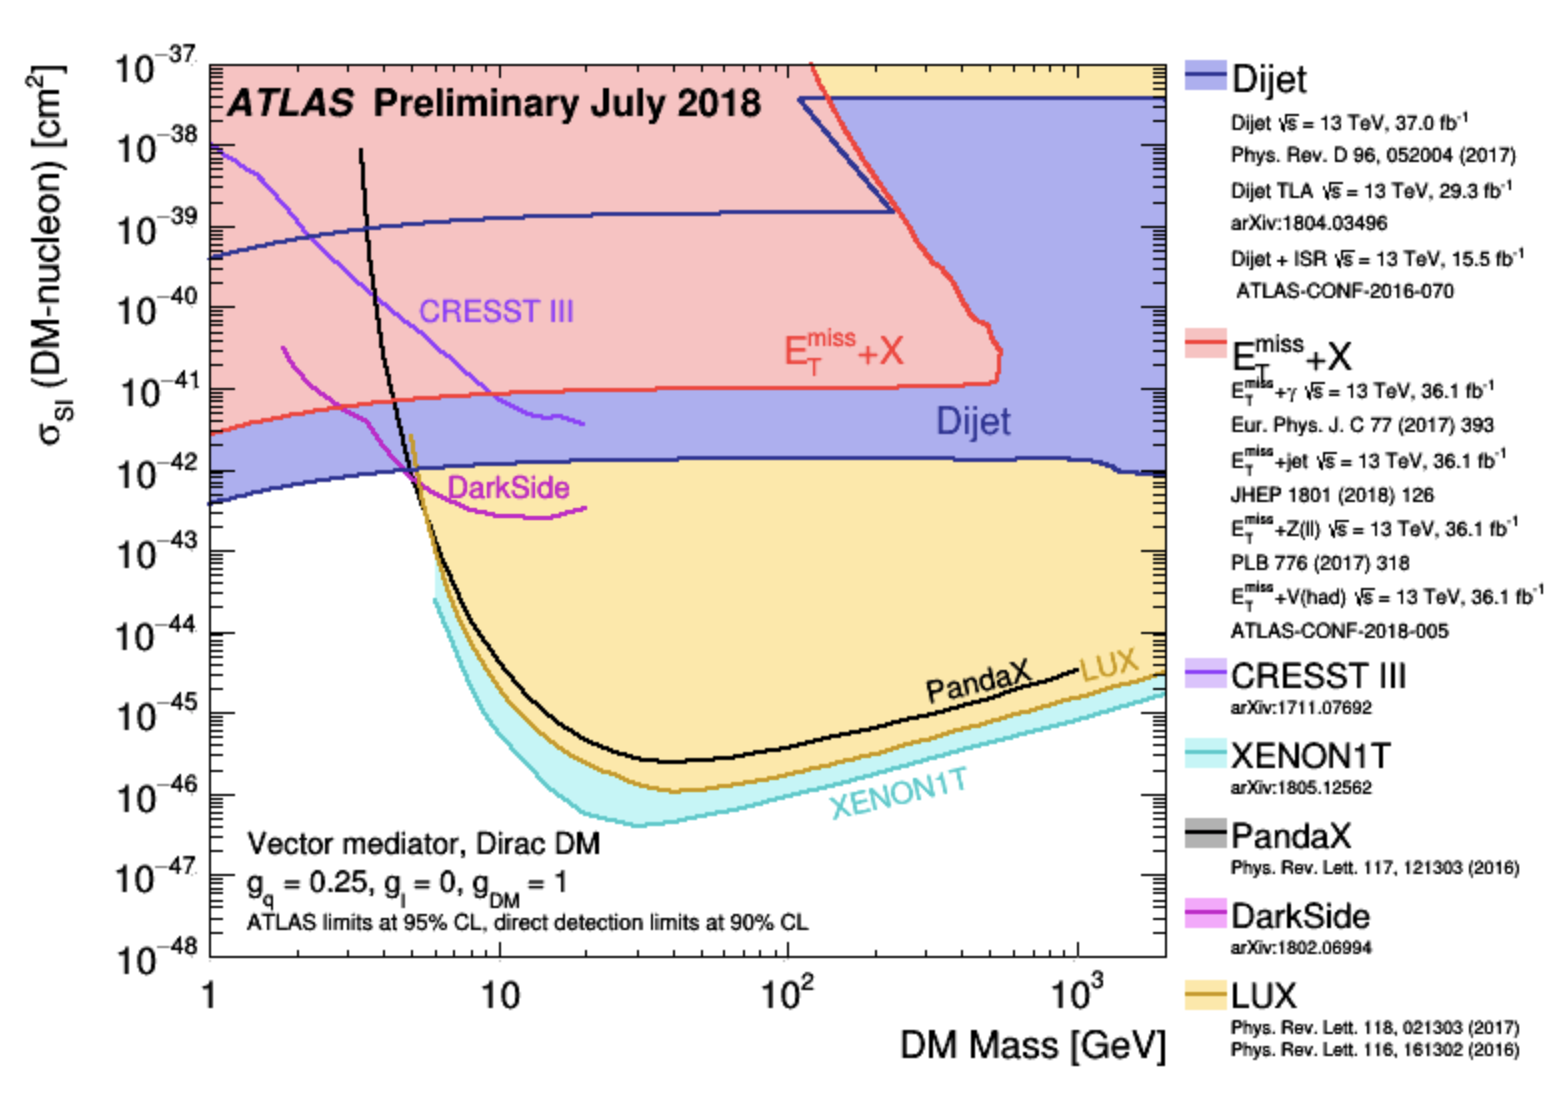 σSI (DM-nucleon) [cm²]
10⁻³⁷
10⁻³⁸
10⁻³⁹
10⁻⁴⁰
10⁻⁴¹
10⁻⁴²
10⁻⁴³
10⁻⁴⁴
10⁻⁴⁵
10⁻⁴⁶
10⁻⁴⁷
10⁻⁴⁸
ATLAS Preliminary July 2018
CRESST III
E_T^miss+X
Dijet
DarkSide
PandaX
LUX
XENON1T
Vector mediator, Dirac DM
g_q = 0.25, g_l = 0, g_DM = 1
ATLAS limits at 95% CL, direct detection limits at 90% CL
1
10
10²
10³
DM Mass [GeV]
Dijet
Dijet √s = 13 TeV, 37.0 fb⁻¹
Phys. Rev. D 96, 052004 (2017)
Dijet TLA √s = 13 TeV, 29.3 fb⁻¹
arXiv:1804.03496
Dijet + ISR √s = 13 TeV, 15.5 fb⁻¹
ATLAS-CONF-2016-070
E_T^miss+X
E_T^miss+γ √s = 13 TeV, 36.1 fb⁻¹
Eur. Phys. J. C 77 (2017) 393
E_T^miss+jet √s = 13 TeV, 36.1 fb⁻¹
JHEP 1801 (2018) 126
E_T^miss+Z(ll) √s = 13 TeV, 36.1 fb⁻¹
PLB 776 (2017) 318
E_T^miss+V(had) √s = 13 TeV, 36.1 fb⁻¹
ATLAS-CONF-2018-005
CRESST III
arXiv:1711.07692
XENON1T
arXiv:1805.12562
PandaX
Phys. Rev. Lett. 117, 121303 (2016)
DarkSide
arXiv:1802.06994
LUX
Phys. Rev. Lett. 118, 021303 (2017)
Phys. Rev. Lett. 116, 161302 (2016)